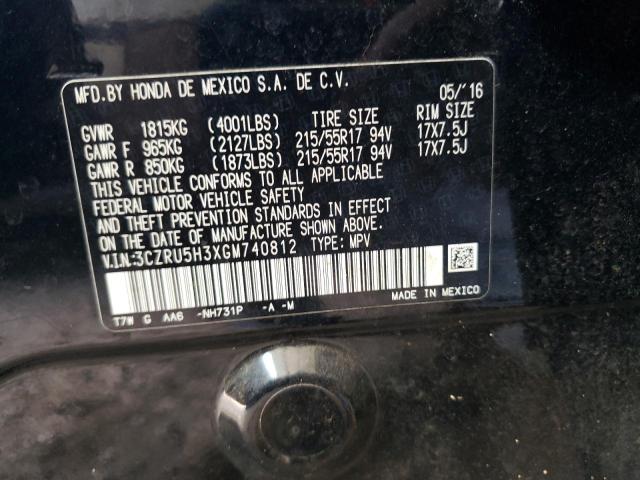 MFD.BY HONDA DE MEXICO S.A. DE C.V. 05/'16
GVWR 1815KG (4001LBS) TIRE SIZE RIM SIZE
GAWR F 965KG (2127LBS) 215/55R17 94V 17X7.5J
GAWR R 850KG (1873LBS) 215/55R17 94V 17X7.5J
THIS VEHICLE CONFORMS TO ALL APPLICABLE
FEDERAL MOTOR VEHICLE SAFETY
AND THEFT PREVENTION STANDARDS IN EFFECT
ON THE DATE OF MANUFACTURE SHOWN ABOVE.
V.I.N:3CZRU5H3XGM740812 TYPE: MPV
MADE IN MEXICO
T7W G AA6 -NH731P -A -M